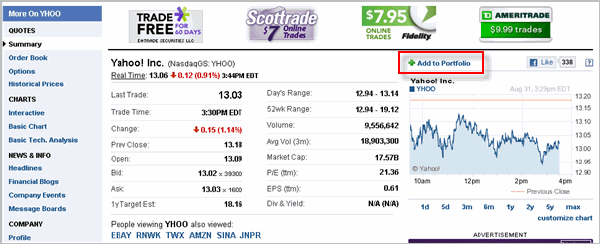 More On YHOO
QUOTES
Summary
Order Book
Options
Historical Prices
CHARTS
Interactive
Basic Chart
Basic Tech. Analysis
NEWS & INFO
Headlines
Financial Blogs
Company Events
Message Boards
COMPANY
Profile
TRADE
FREE
FOR
60 DAYS
E*TRADE SECURITIES LLC
Scottrade
$7 Online
Trades
$7.95
ONLINE
TRADES
Fidelity
TD AMERITRADE
$9.99 trades
Yahoo! Inc. (NasdaqGS: YHOO)
Real Time: 13.06 0.12 (0.91%) 3:44PM EDT
Add to Portfolio
Like 338 ?
Last Trade: 13.03
Trade Time: 3:30PM EDT
Change: 0.15 (1.14%)
Prev Close: 13.18
Open: 13.09
Bid: 13.02 x 39300
Ask: 13.03 x 1600
1y Target Est: 18.16
Day's Range: 12.94 - 13.14
52wk Range: 12.94 - 19.12
Volume: 9,556,642
Avg Vol (3m): 18,903,300
Market Cap: 17.57B
P/E (ttm): 21.36
EPS (ttm): 0.61
Div & Yield: N/A (N/A)
People viewing YHOO also viewed:
EBAY RNWK TWX AMZN SINA JNPR
Yahoo! Inc.
YHOO Aug 31, 3:29pm EDT
13.20
13.15
13.10
13.05
13.00
12.95
© Yahoo!
10am 12pm 2pm 4pm
Previous Close
1d 5d 3m 6m 1y 2y 5y max
customize chart
ADVERTISEMENT